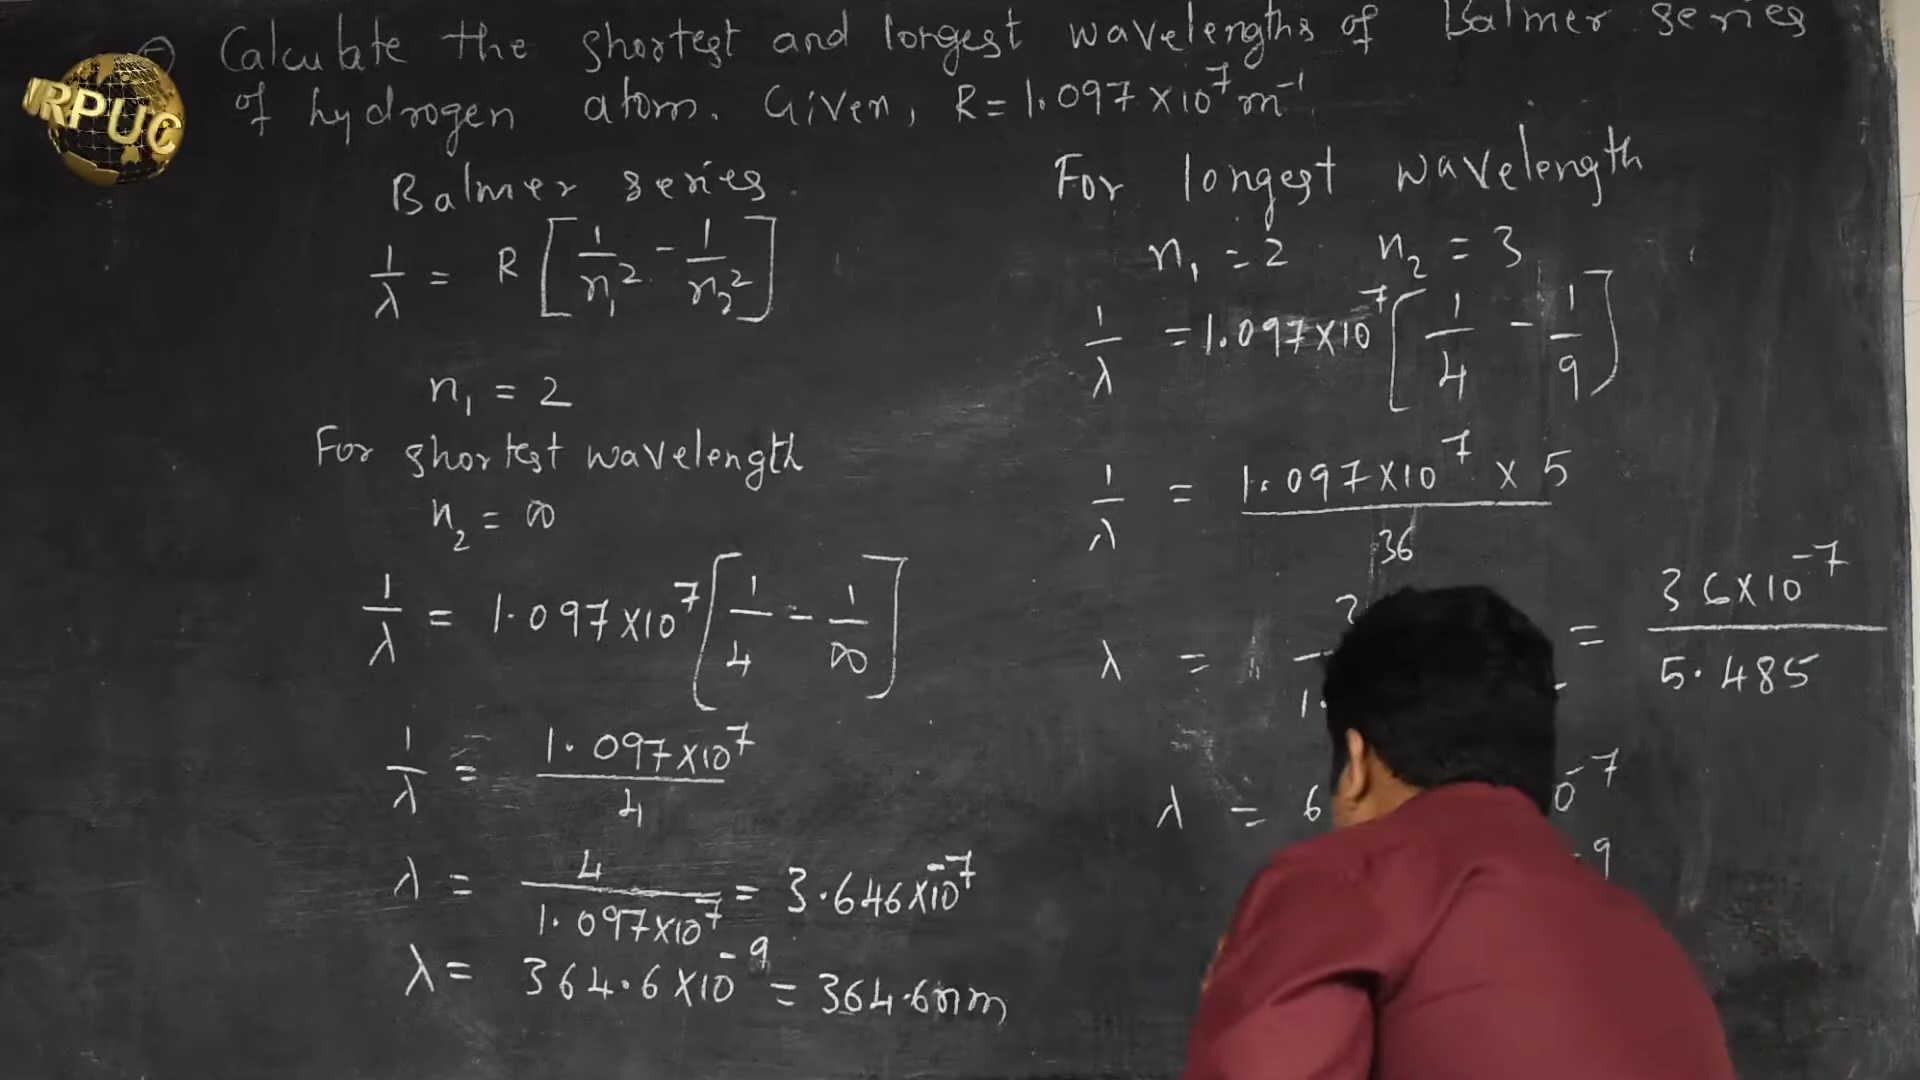 Calculate the shortest and longest wavelengths of Balmer series
of hydrogen atom. Given, R = 1.097 × 10⁷ m⁻¹
RPUC
Balmer series.
1/λ = R [1/n₁² - 1/n₂²]
n₁ = 2
For shortest wavelength
n₂ = ∞
1/λ = 1.097 × 10⁷ [1/4 - 1/∞]
1/λ = 1.097 × 10⁷ / 4
λ = 4 / 1.097 × 10⁷ = 3.646 × 10⁻⁷
λ = 364.6 × 10⁻⁹ = 364.6 nm
For longest wavelength
n₁ = 2 n₂ = 3
1/λ = 1.097 × 10⁷ [1/4 - 1/9]
1/λ = 1.097 × 10⁷ × 5 / 36
λ = = 36 × 10⁻⁷ / 5.485
λ = 6 0⁻⁷
-9